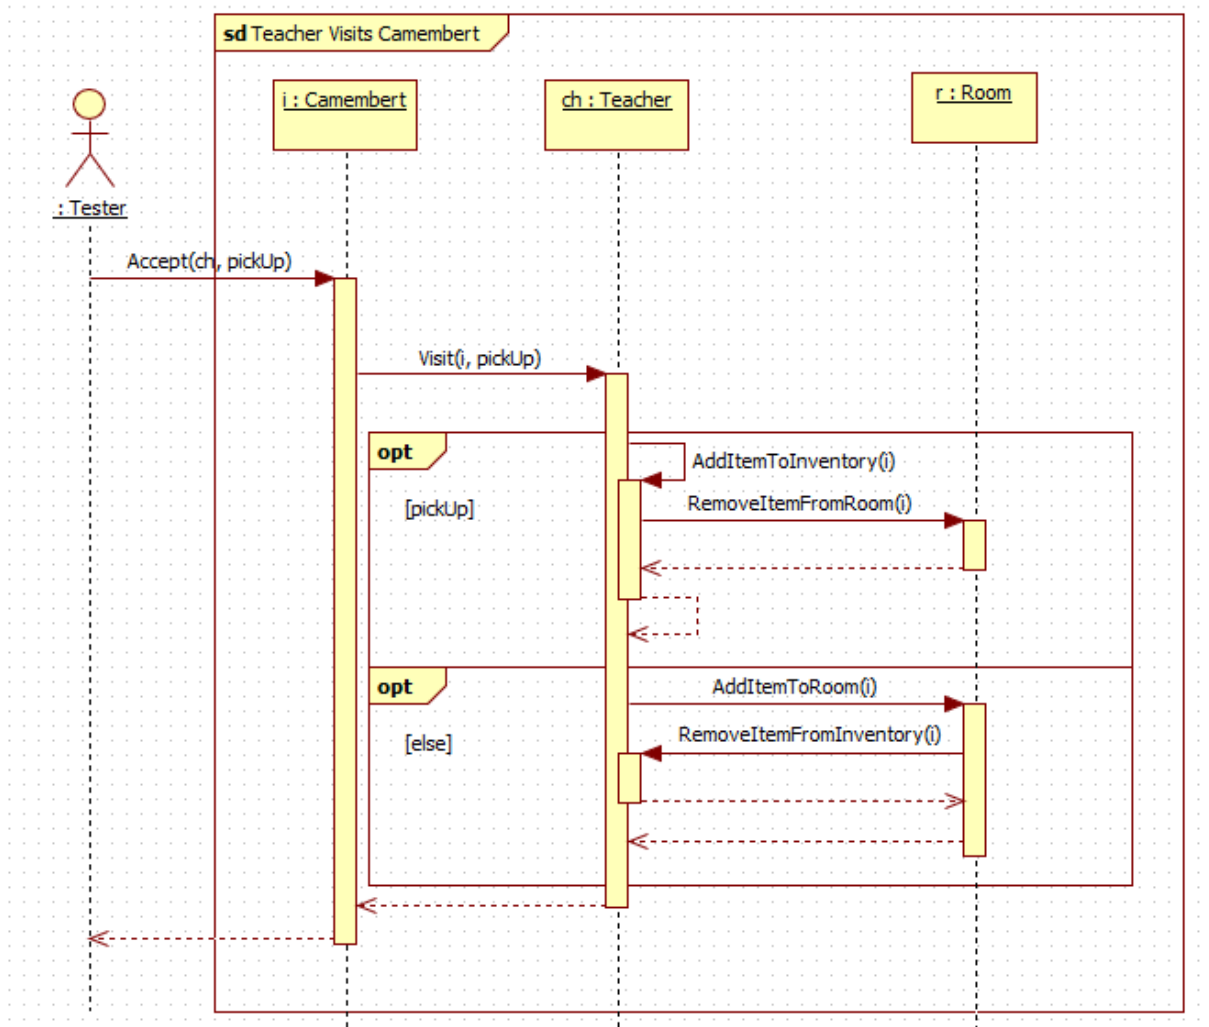 sd Teacher Visits Camembert
i : Camembert
ch : Teacher
r : Room
: Tester
Accept(ch, pickUp)
Visit(i, pickUp)
opt
AddItemToInventory(i)
[pickUp]
RemoveItemFromRoom(i)
opt
AddItemToRoom(i)
[else]
RemoveItemFromInventory(i)